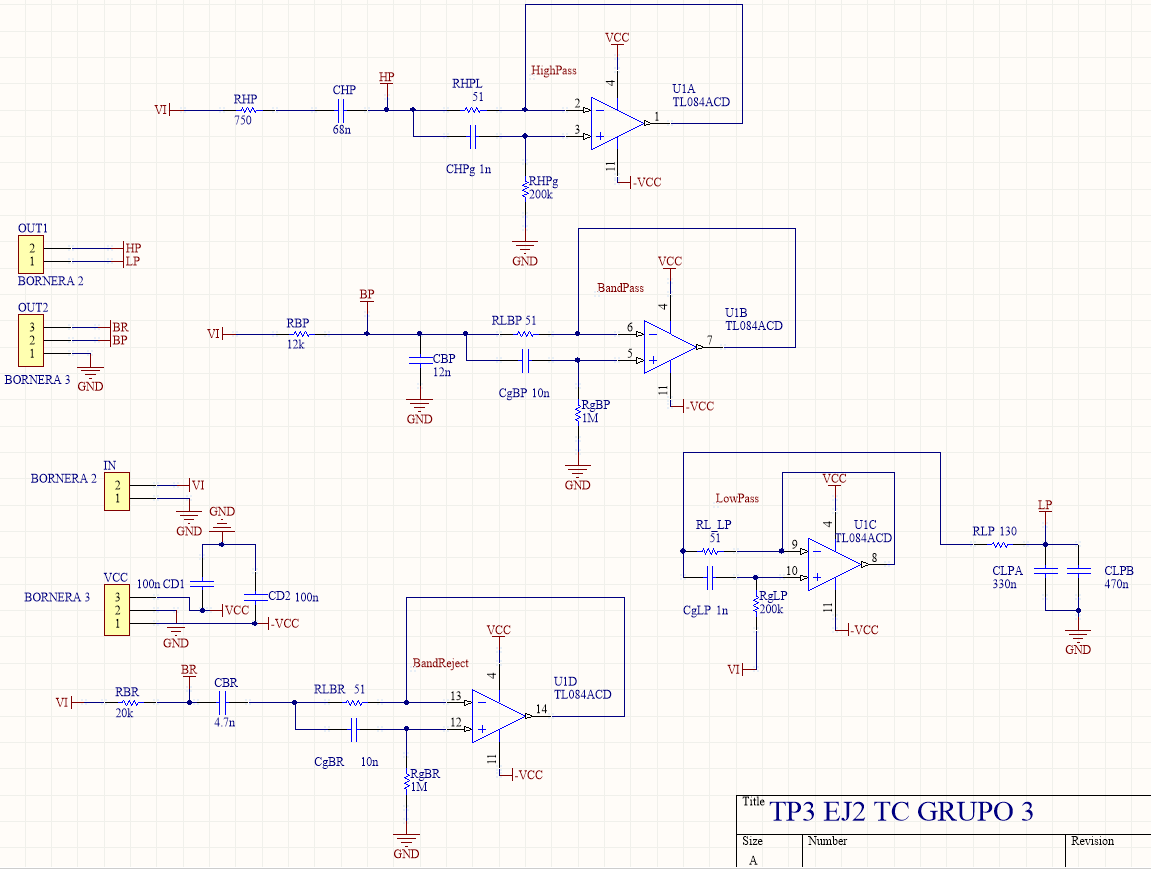 VCC
HighPass
4
U1A
TL084ACD
HP
RHPL
51
CHP
RHP
750
VI
68n
2
1
3
CHPg 1n
11
-VCC
RHPg
200k
GND
OUT1
2
HP
1
LP
BORNERA 2
OUT2
3
BR
2
BP
1
BORNERA 3
GND
VCC
BandPass
4
U1B
TL084ACD
BP
RLBP 51
RBP
12k
VI
6
7
5
CBP
12n
GND
CgBP 10n
11
-VCC
RgBP
1M
GND
IN
BORNERA 2
2
VI
1
GND
GND
VCC
BORNERA 3
100n CD1
CD2 100n
3
VCC
2
1
-VCC
GND
LowPass
VCC
4
U1C
TL084ACD
RL_LP
51
9
8
10
CgLP 1n
RgLP
200k
11
-VCC
VI
RLP 130
LP
CLPA
330n
CLPB
470n
GND
VCC
BandReject
4
U1D
TL084ACD
BR
CBR
RBR
20k
VI
4.7n
RLBR 51
13
14
12
CgBR 10n
11
-VCC
RgBR
1M
GND
Title
TP3 EJ2 TC GRUPO 3
Size
Number
Revision
A